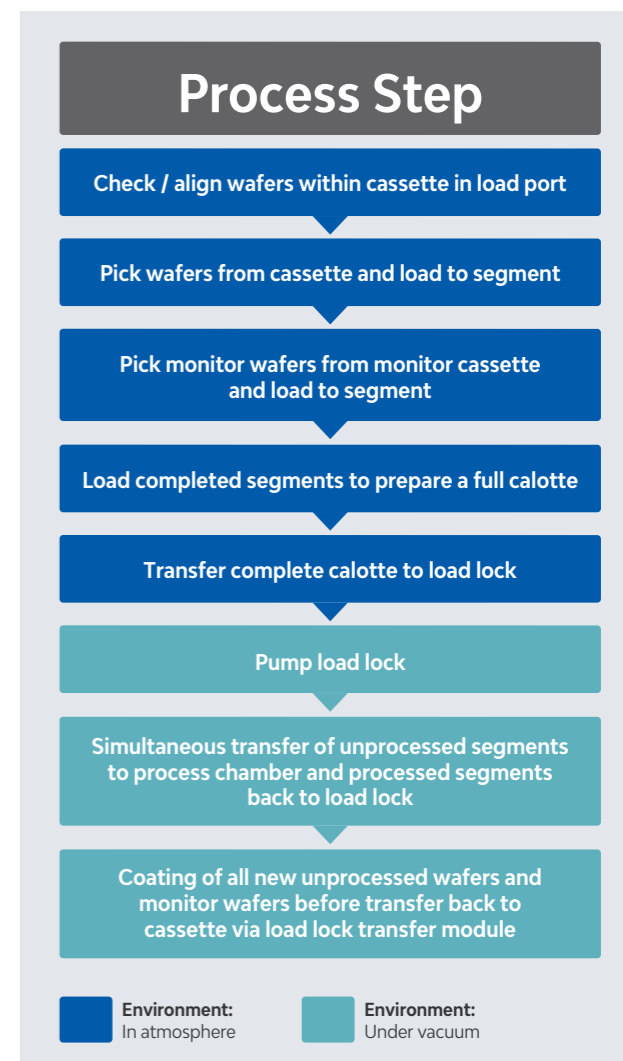 Process Step
Check / align wafers within cassette in load port
Pick wafers from cassette and load to segment
Pick monitor wafers from monitor cassette
and load to segment
Load completed segments to prepare a full calotte
Transfer complete calotte to load lock
Pump load lock
Simultaneous transfer of unprocessed segments
to process chamber and processed segments
back to load lock
Coating of all new unprocessed wafers and
monitor wafers before transfer back to
cassette via load lock transfer module
Environment:
In atmosphere
Environment:
Under vacuum